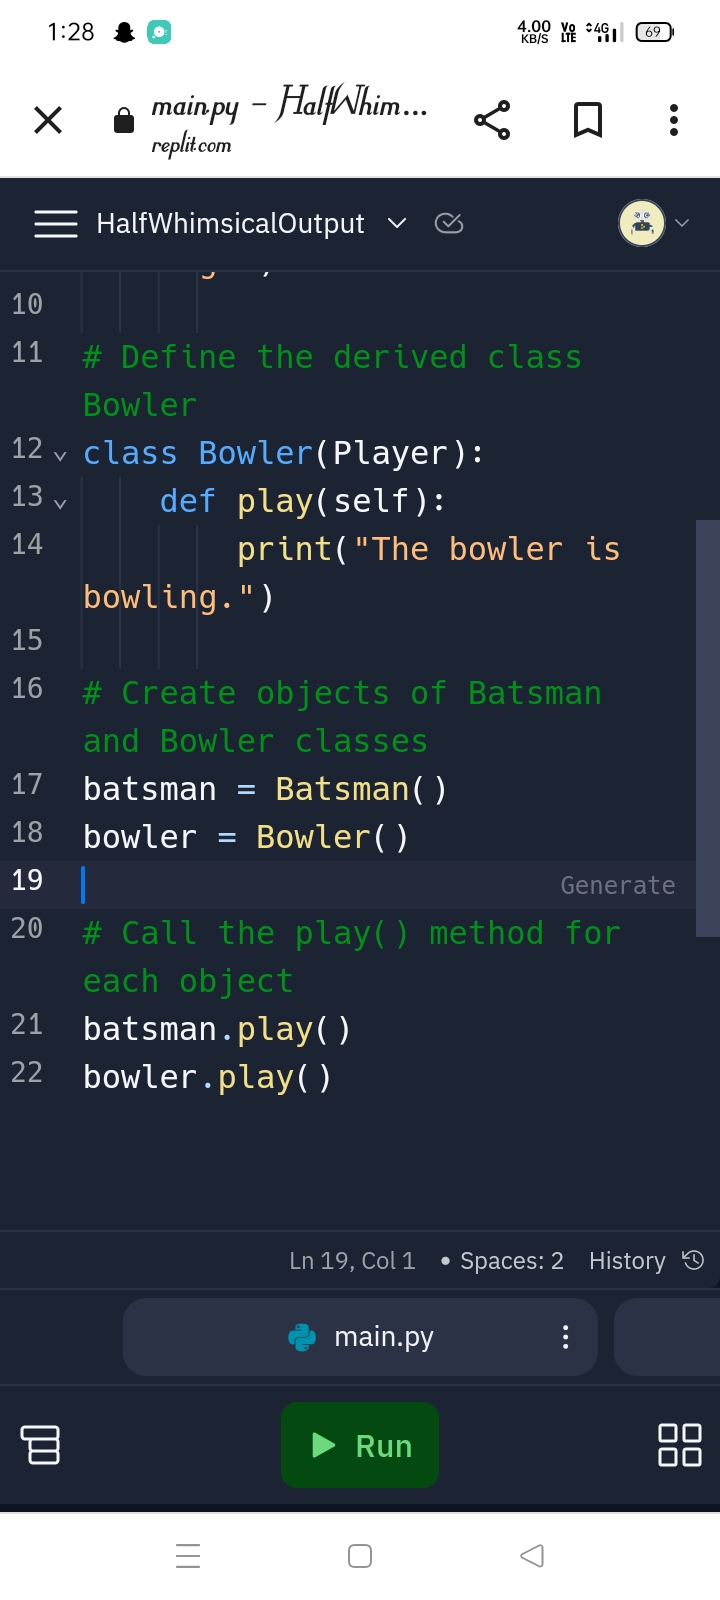 1:28
4.00 KB/S Vo LTE 4G 69
main.py – HalfWhim...
replit.com
HalfWhimsicalOutput
10
11 # Define the derived class
Bowler
12 class Bowler(Player):
13 def play(self):
14 print("The bowler is
bowling.")
15
16 # Create objects of Batsman
and Bowler classes
17 batsman = Batsman()
18 bowler = Bowler()
19 Generate
20 # Call the play() method for
each object
21 batsman.play()
22 bowler.play()
Ln 19, Col 1 • Spaces: 2 History
main.py
Run